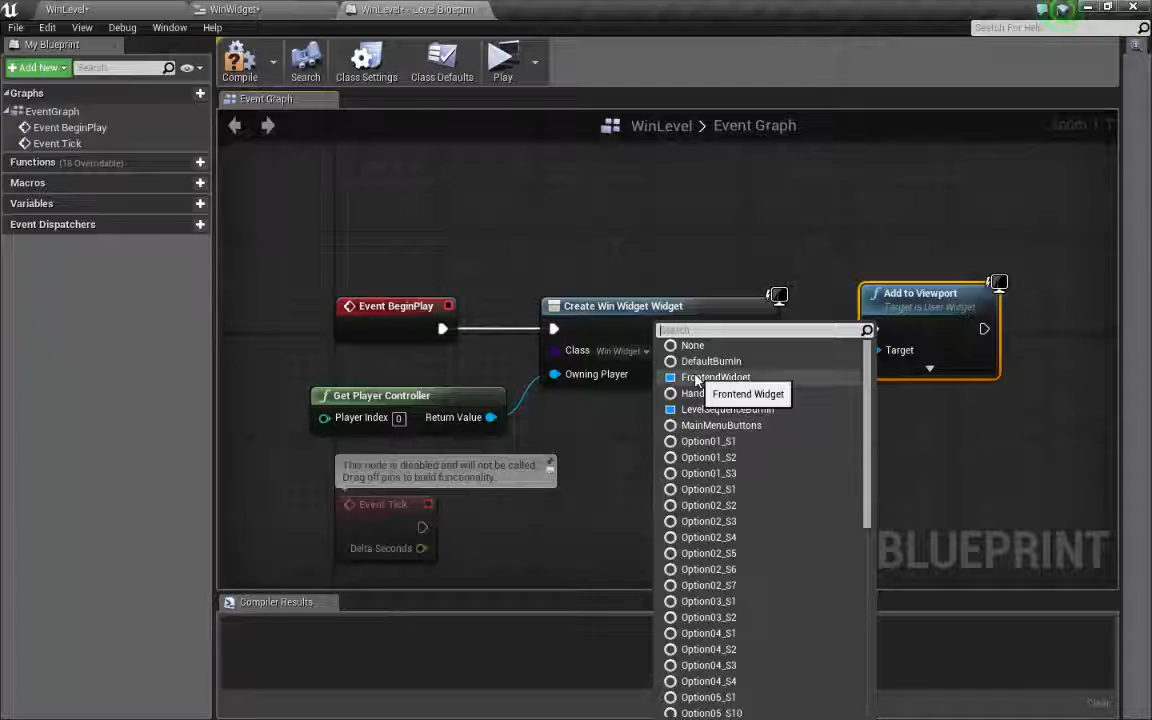 WinLevel*
WinWidget*
WinLevel* - Level Blueprin
File Edit View Debug Window Help
Search For Help
My Blueprint
Add New
Search
Compile
Search
Class Settings
Class Defaults
Play
Graphs
EventGraph
Event BeginPlay
Event Tick
Functions (18 Overridable)
Macros
Variables
Event Dispatchers
Event Graph
WinLevel > Event Graph
Event BeginPlay
Create Win Widget Widget
Class Win Widget
Owning Player
Get Player Controller
Player Index 0 Return Value
This node is disabled and will not be called.
Drag off pins to build functionality.
Event Tick
Delta Seconds
Add to Viewport
Target is User Widget
Target
Search
None
DefaultBurnIn
FrontendWidget
Frontend Widget
Hand
LevelSequenceBurnIn
MainMenuButtons
Option01_S1
Option01_S2
Option01_S3
Option02_S1
Option02_S2
Option02_S3
Option02_S4
Option02_S5
Option02_S6
Option02_S7
Option03_S1
Option03_S2
Option04_S1
Option04_S2
Option04_S3
Option04_S4
Option05_S1
Option05_S10
BLUEPRINT
Compiler Results
Clear